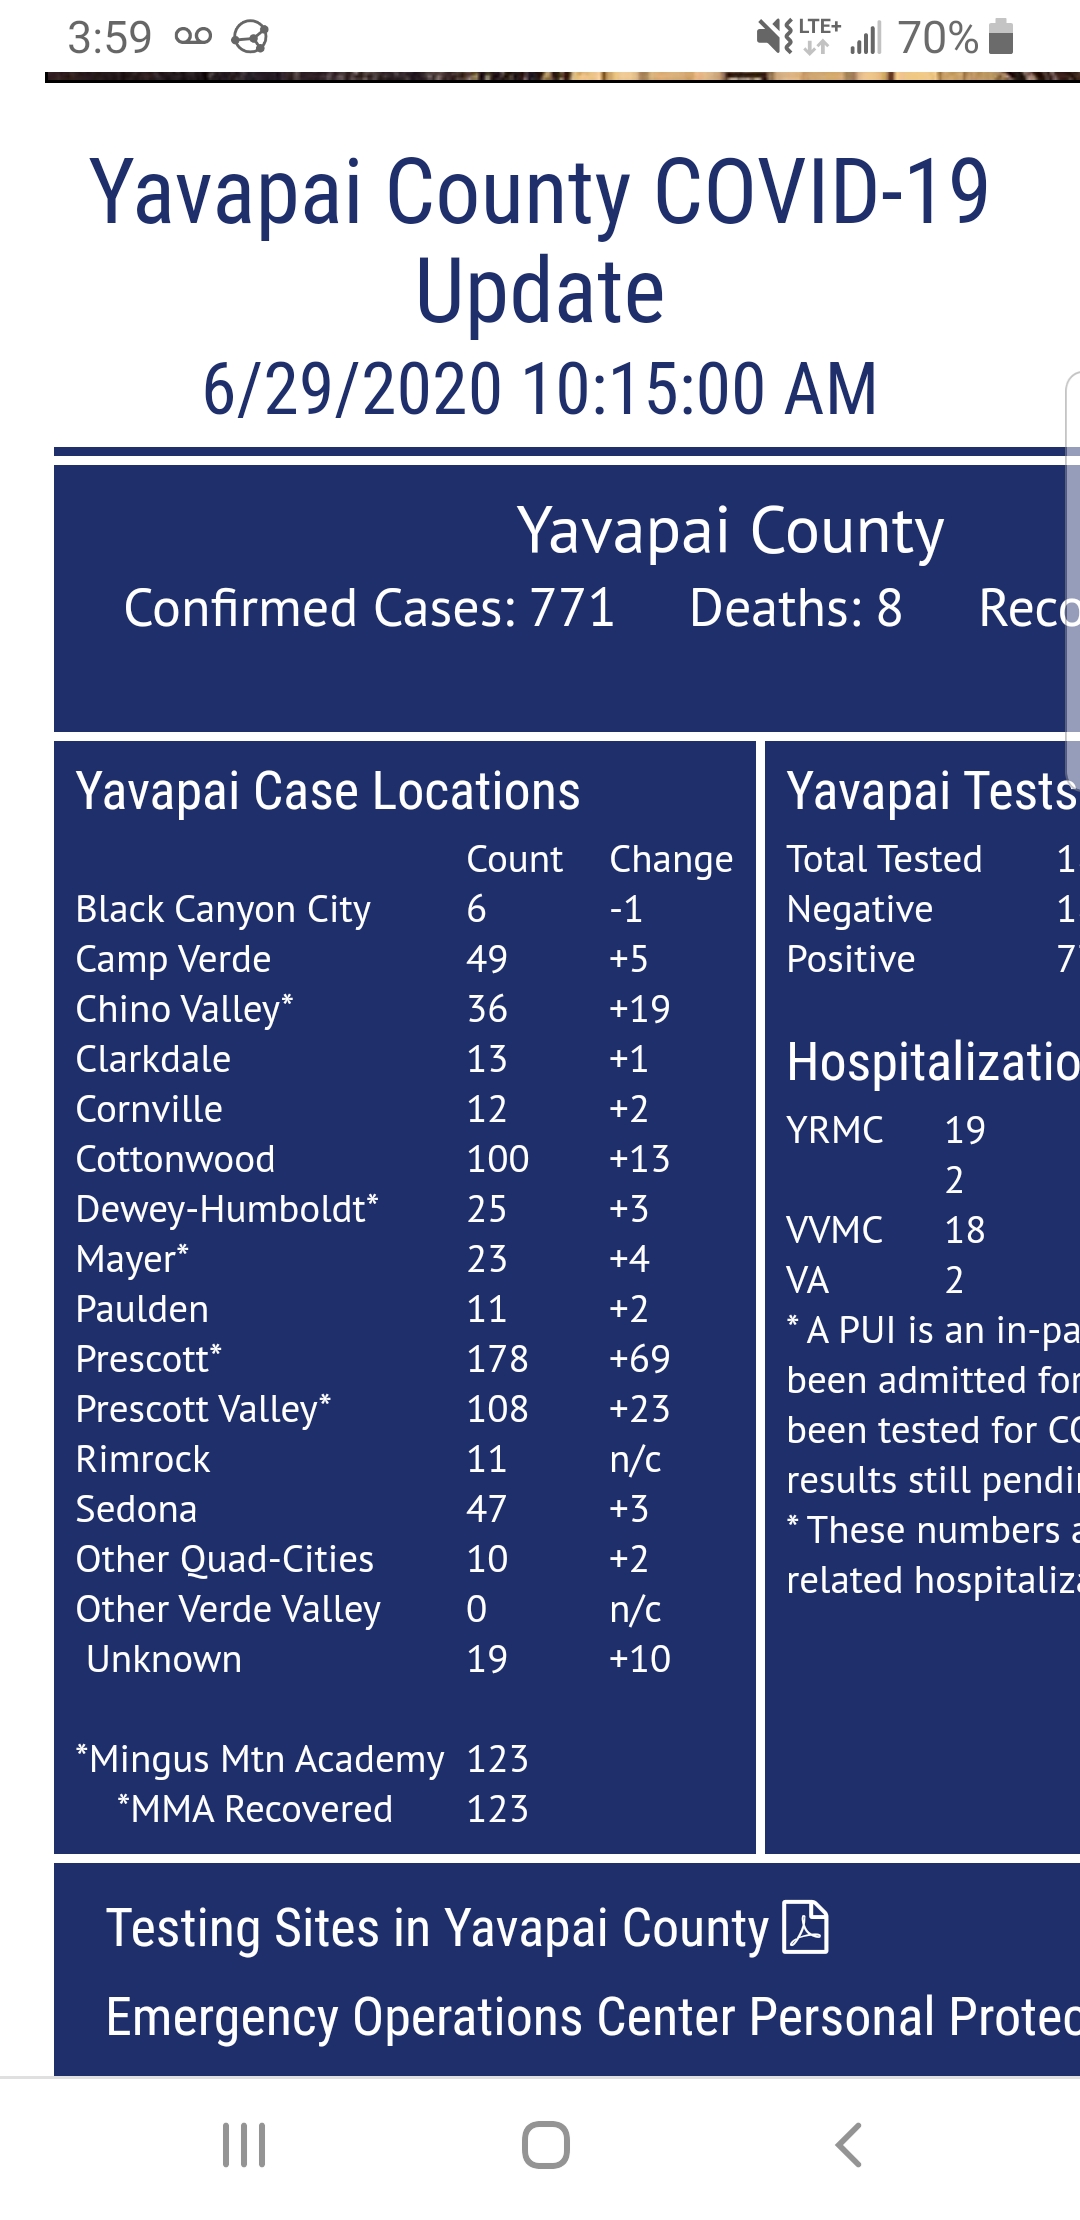 3:59 LTE+ 70%
Yavapai County COVID-19
Update
6/29/2020 10:15:00 AM
Yavapai County
Confirmed Cases: 771 Deaths: 8 Reco
Yavapai Case Locations
Count Change
Black Canyon City 6 -1
Camp Verde 49 +5
Chino Valley* 36 +19
Clarkdale 13 +1
Cornville 12 +2
Cottonwood 100 +13
Dewey-Humboldt* 25 +3
Mayer* 23 +4
Paulden 11 +2
Prescott* 178 +69
Prescott Valley* 108 +23
Rimrock 11 n/c
Sedona 47 +3
Other Quad-Cities 10 +2
Other Verde Valley 0 n/c
Unknown 19 +10
*Mingus Mtn Academy 123
*MMA Recovered 123
Yavapai Tests
Total Tested 1
Negative 1
Positive 7
Hospitalizatio
YRMC 19
2
VVMC 18
VA 2
* A PUI is an in-pa
been admitted for
been tested for CO
results still pendin
* These numbers a
related hospitaliza
Testing Sites in Yavapai County
Emergency Operations Center Personal Protec